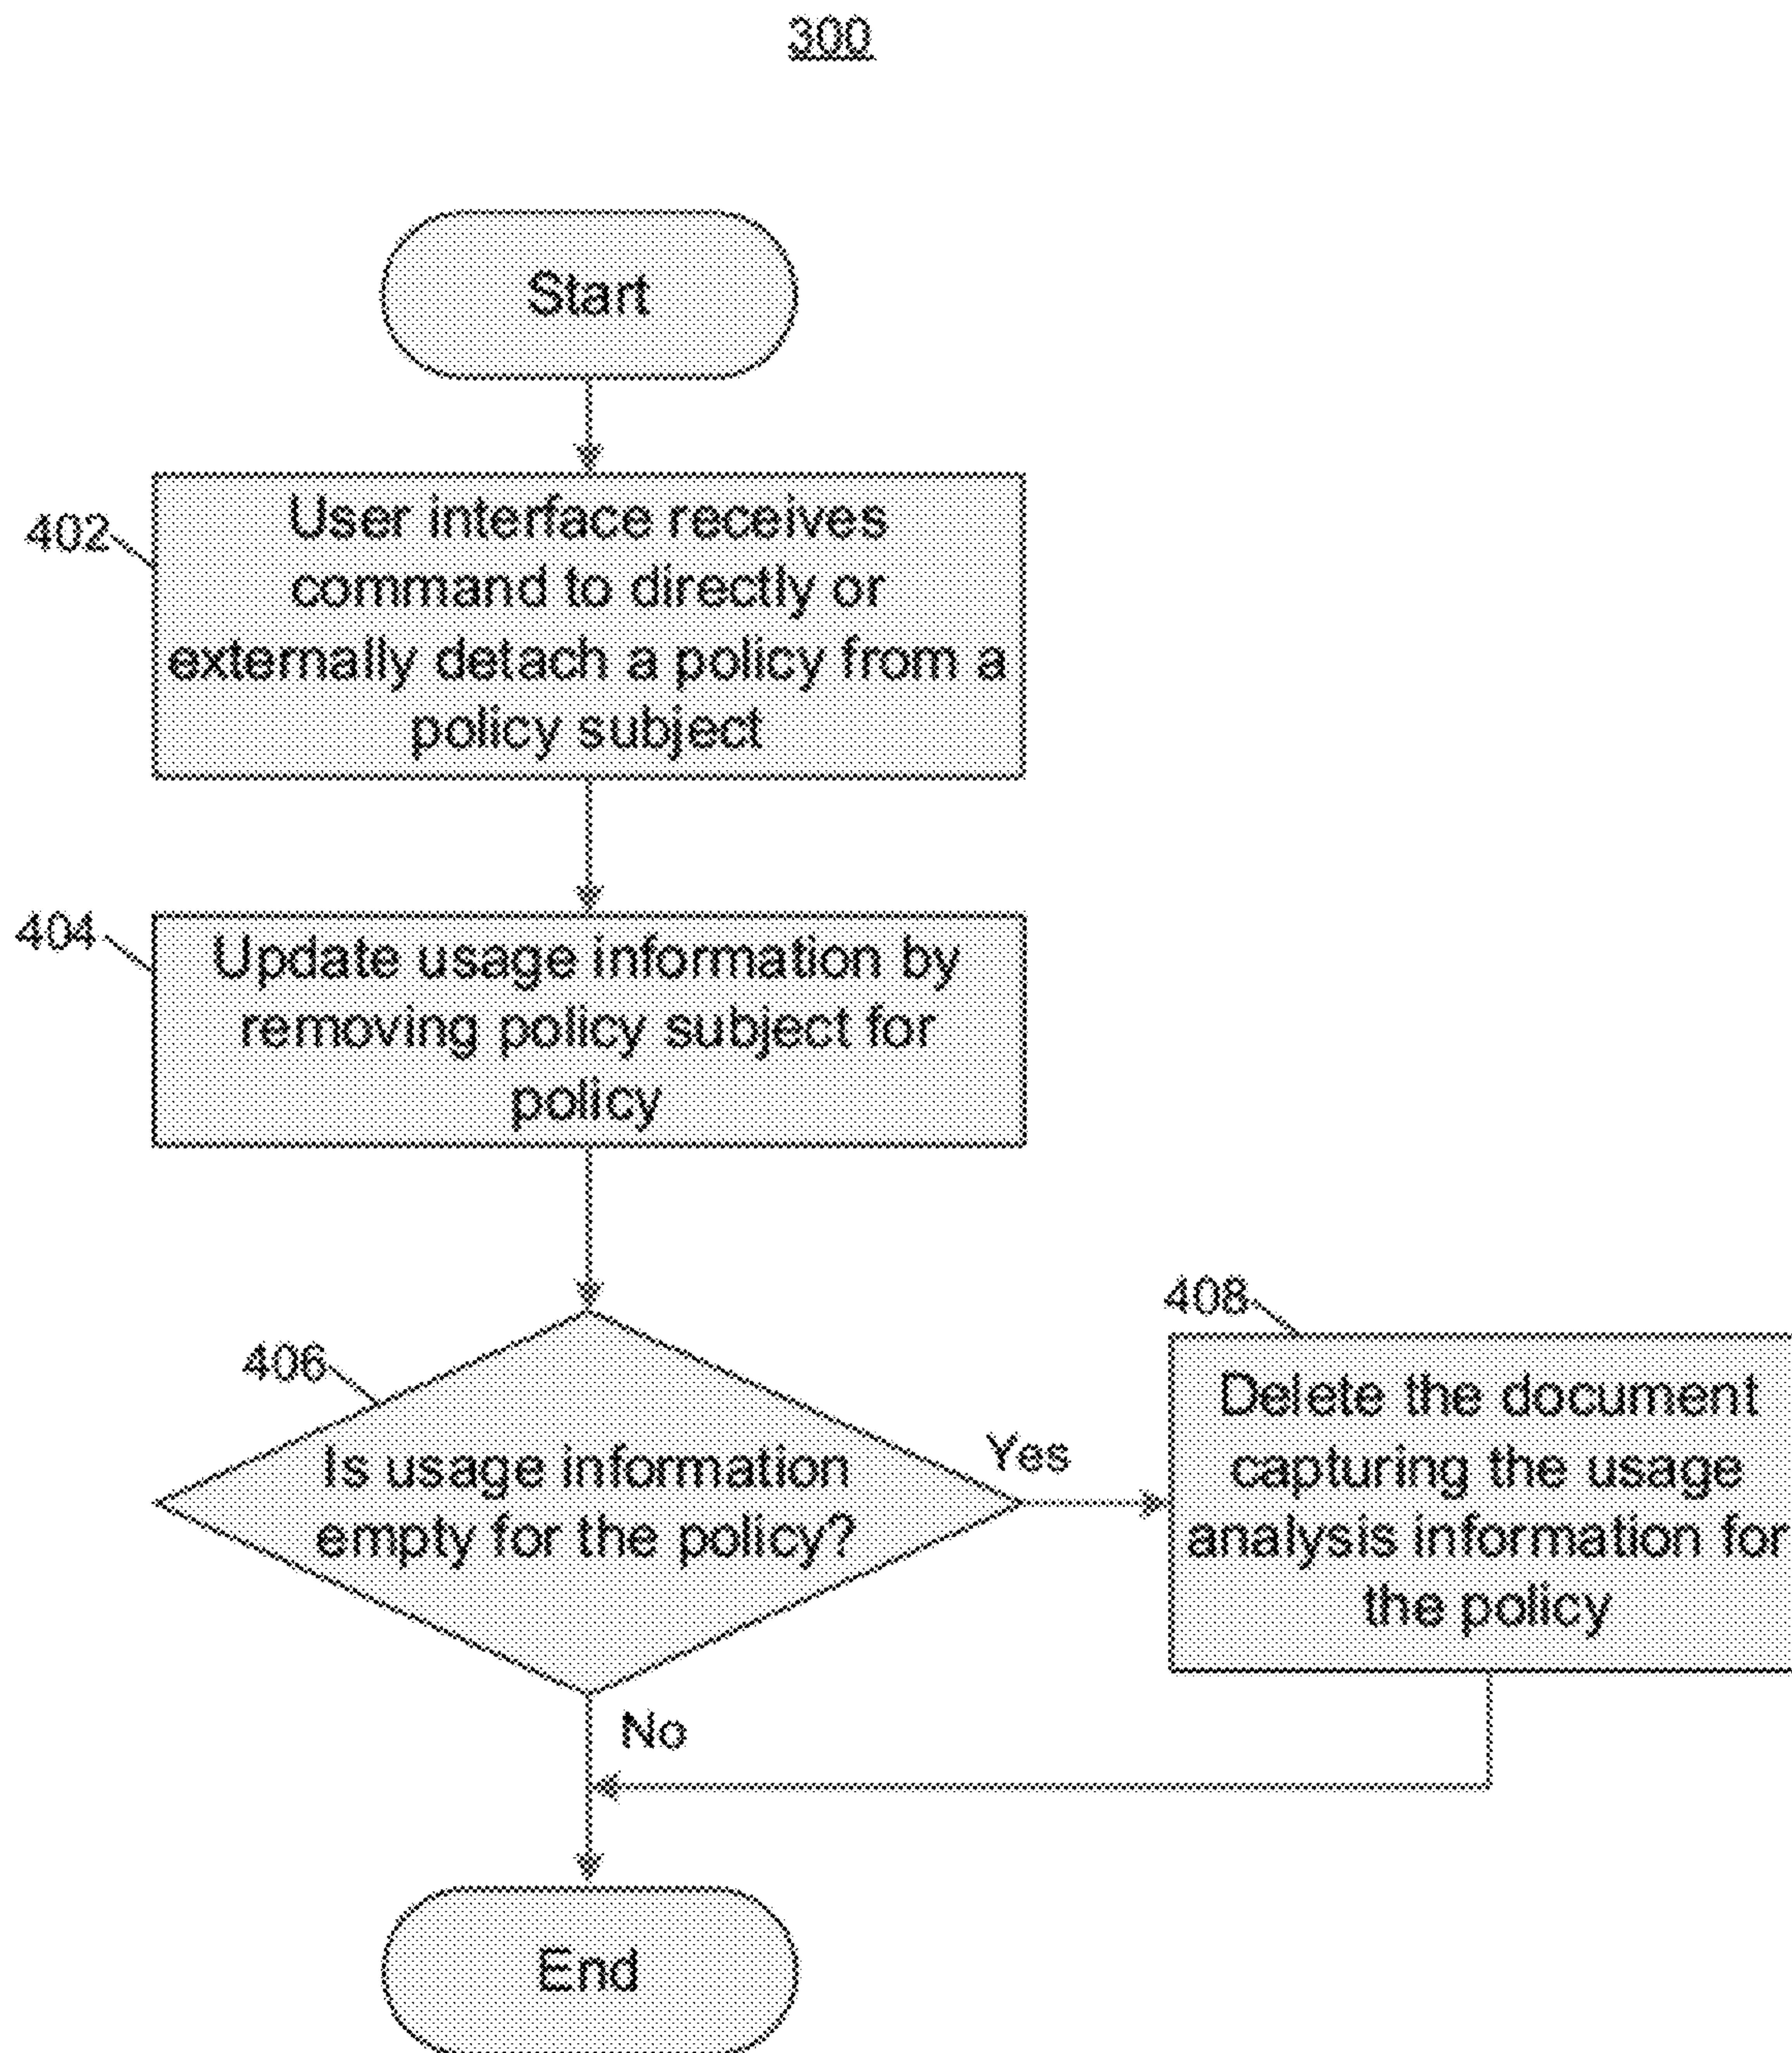 300
Start
402
User interface receives
command to directly or
externally detach a policy from a
policy subject
404
Update usage information by
removing policy subject for
policy
406
Is usage information
empty for the policy?
Yes
408
Delete the document
capturing the usage
analysis information for
the policy
No
End